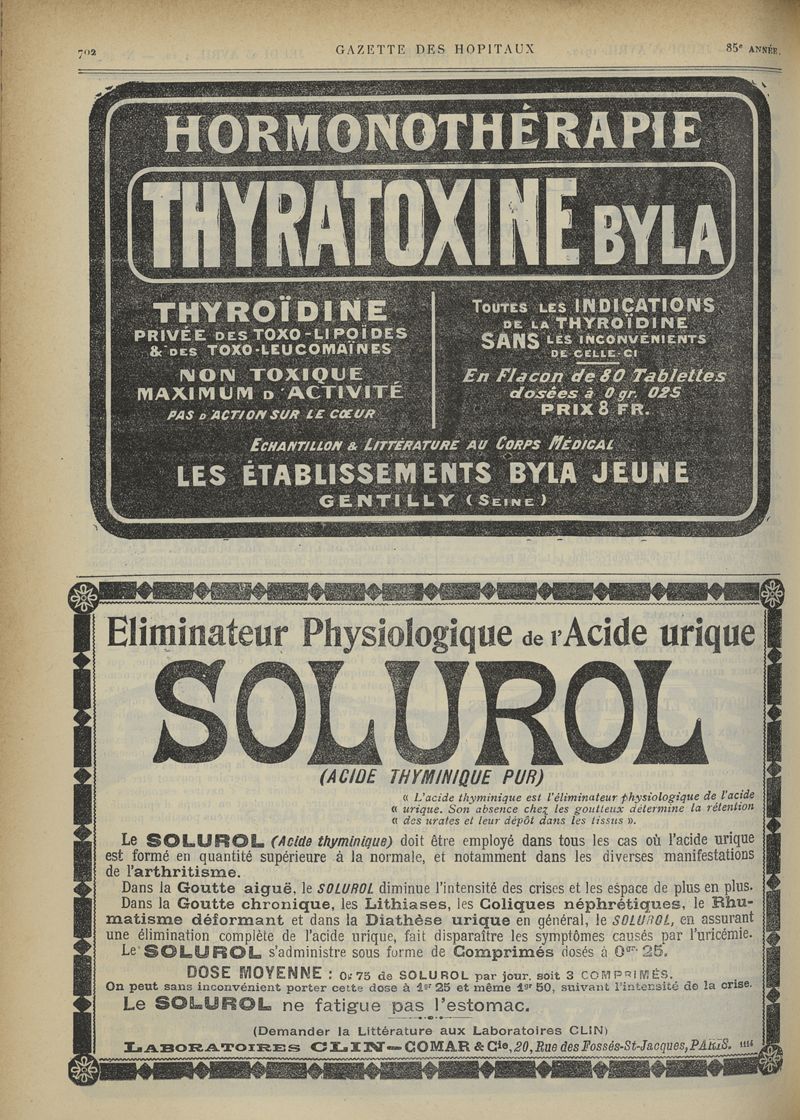 702
GAZETTE DES HOPITAUX
85e ANNÉE.
HORMONOTHÉRAPIE
THYRATOXINE BYLA
THYROÏDINE
PRIVÉE DES TOXO-LIPOÏDES
& DES TOXO-LEUCOMAÏNES
NON TOXIQUE
MAXIMUM D'ACTIVITÉ
PAS D'ACTION SUR LE CŒUR
TOUTES LES INDICATIONS
DE LA THYROÏDINE
SANS LES INCONVENIENTS
DE CELLE-CI
En Flacon de 80 Tablettes
dosées à 0 gr. 025
PRIX 8 FR.
ECHANTILLON & LITTÉRATURE AU CORPS MÉDICAL
LES ÉTABLISSEMENTS BYLA JEUNE
GENTILLY (SEINE)
Eliminateur Physiologique de l'Acide urique
SOLUROL
(ACIDE THYMINIQUE PUR)
« L'acide thyminique est l'éliminateur physiologique de l'acide
« urique. Son absence chez les goutteux détermine la rétention
« des urates et leur dépôt dans les tissus ».
Le SOLUROL (Acide thyminique) doit être employé dans tous les cas où l'acide urique
est formé en quantité supérieure à la normale, et notamment dans les diverses manifestations
de l'arthritisme.
Dans la Goutte aiguë, le SOLUROL diminue l'intensité des crises et les espace de plus en plus.
Dans la Goutte chronique, les Lithiases, les Coliques néphrétiques, le Rhu-
matisme déformant et dans la Diathèse urique en général, le SOLUROL, en assurant
une élimination complète de l'acide urique, fait disparaître les symptômes causés par l'uricémie.
Le SOLUROL s'administre sous forme de Comprimés dosés à 0gr. 25.
DOSE MOYENNE : 0gr 75 de SOLUROL par jour, soit 3 COMPRIMÉS.
On peut sans inconvénient porter cette dose à 1gr 25 et même 1gr 50, suivant l'intensité de la crise.
Le SOLUROL ne fatigue pas l'estomac.
(Demander la Littérature aux Laboratoires CLIN)
LABORATOIRES CLIN — COMAR & Cie, 20, Rue des Fossés-St-Jacques, PARIS. 1114